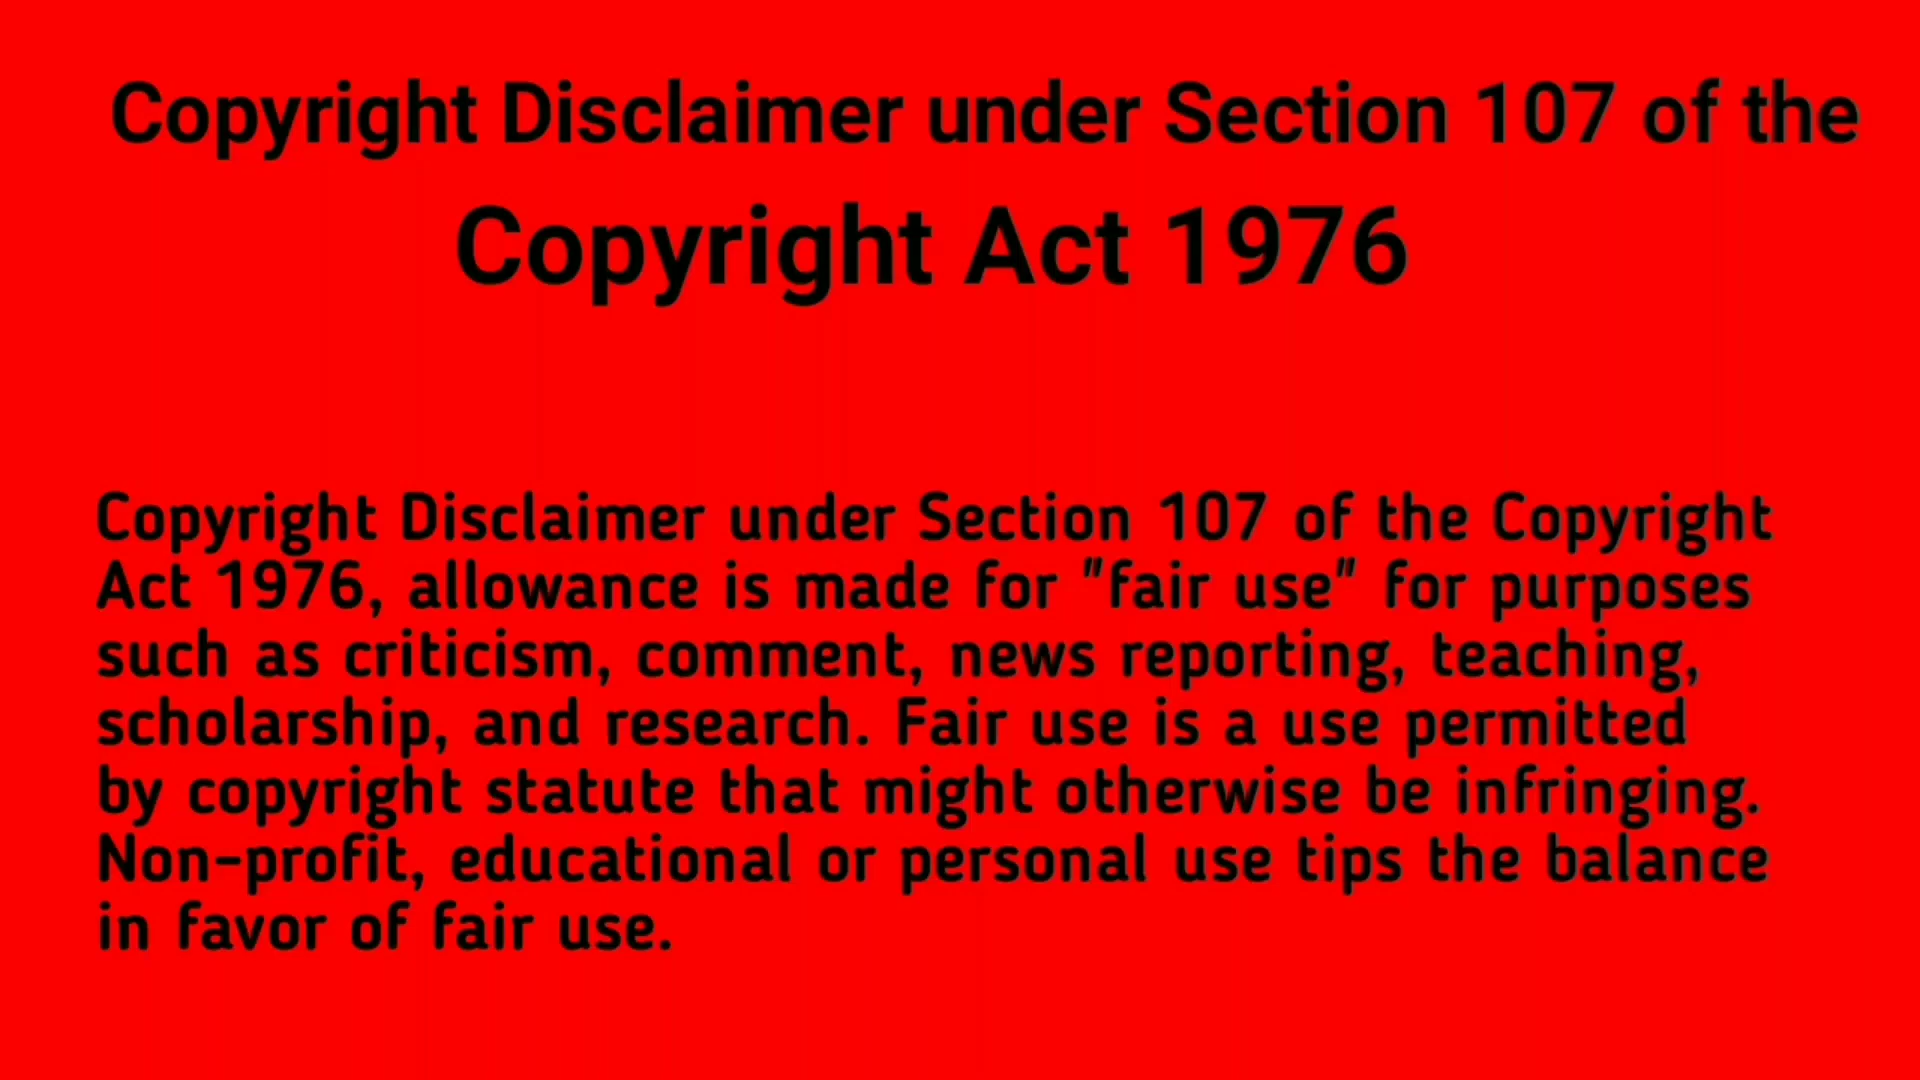 Copyright Disclaimer under Section 107 of the
Copyright Act 1976
Copyright Disclaimer under Section 107 of the Copyright
Act 1976, allowance is made for "fair use" for purposes
such as criticism, comment, news reporting, teaching,
scholarship, and research. Fair use is a use permitted
by copyright statute that might otherwise be infringing.
Non-profit, educational or personal use tips the balance
in favor of fair use.